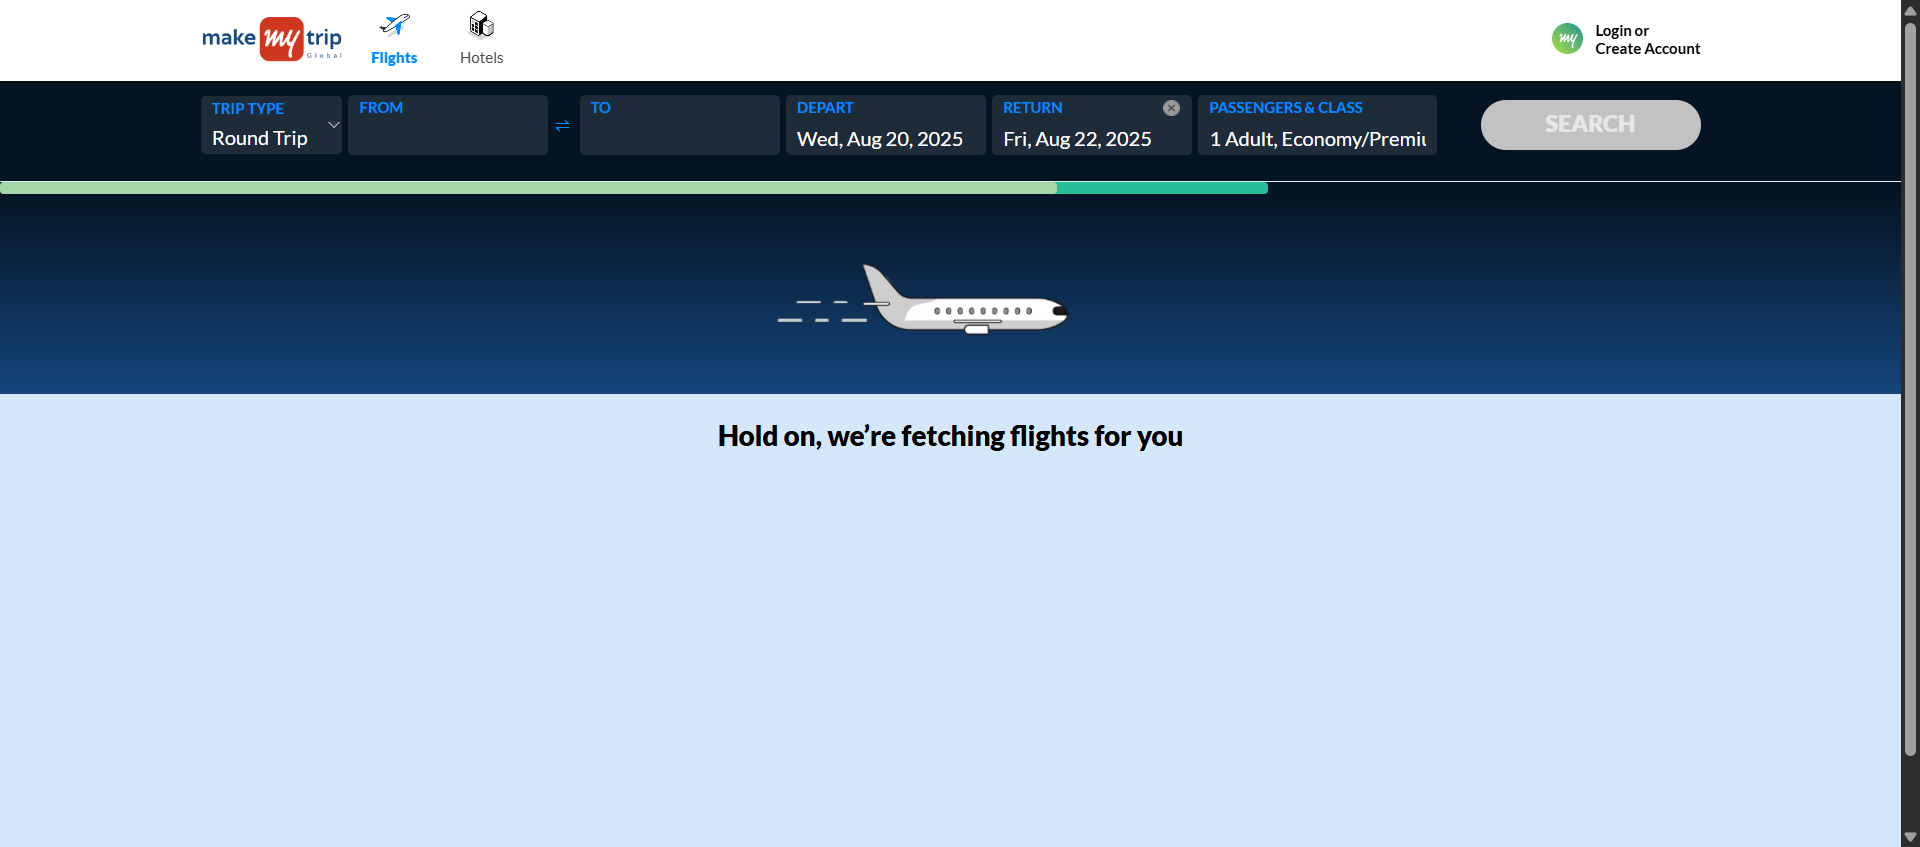 make my trip
Global
Flights
Hotels
my
Login or
Create Account
TRIP TYPE
Round Trip
FROM
TO
DEPART
Wed, Aug 20, 2025
RETURN
Fri, Aug 22, 2025
PASSENGERS & CLASS
1 Adult, Economy/Premiu
SEARCH
Hold on, we’re fetching flights for you